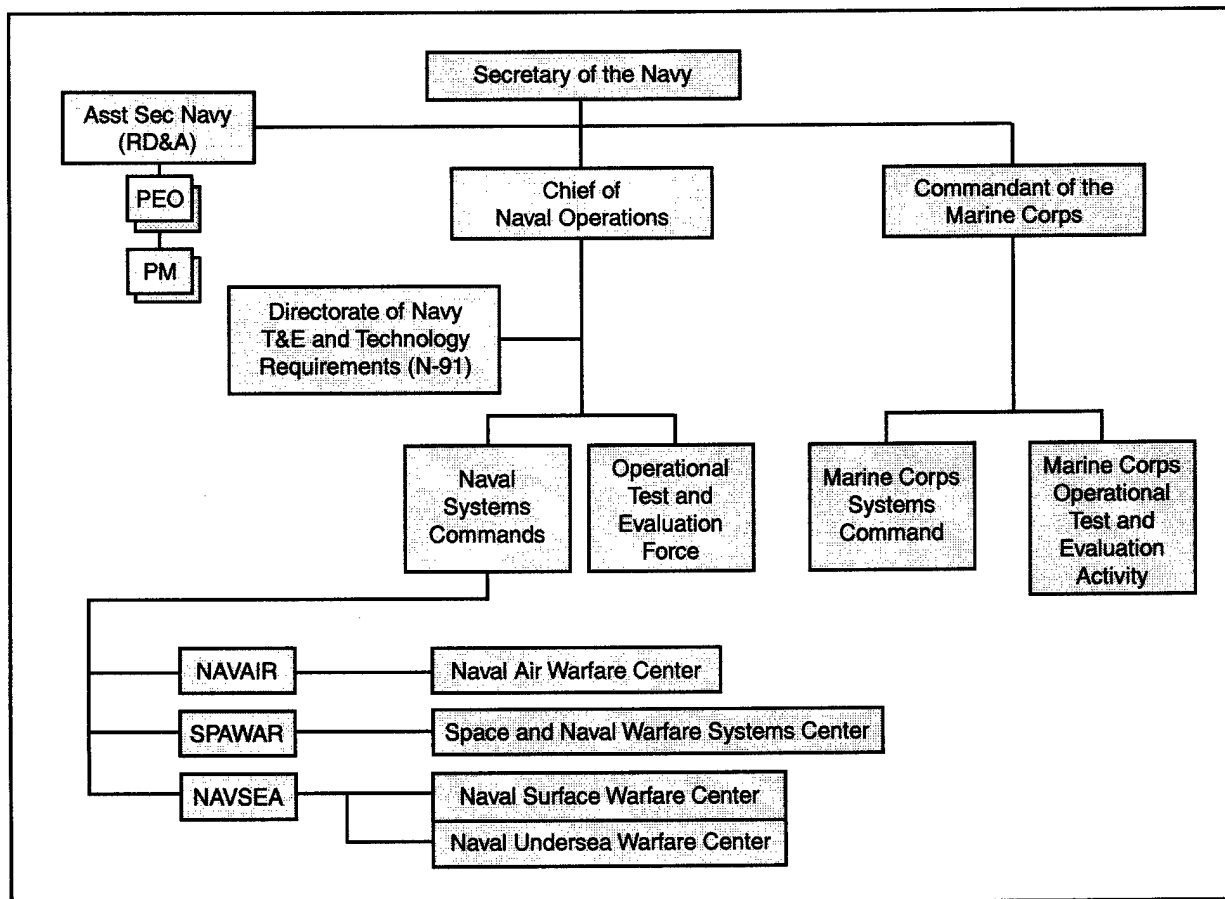 Secretary of the Navy
Asst Sec Navy
(RD&A)
PEO
PM
Chief of
Naval Operations
Commandant of the
Marine Corps
Directorate of Navy
T&E and Technology
Requirements (N-91)
Naval
Systems
Commands
Operational
Test and
Evaluation
Force
Marine Corps
Systems
Command
Marine Corps
Operational
Test and
Evaluation
Activity
NAVAIR
Naval Air Warfare Center
SPAWAR
Space and Naval Warfare Systems Center
NAVSEA
Naval Surface Warfare Center
Naval Undersea Warfare Center